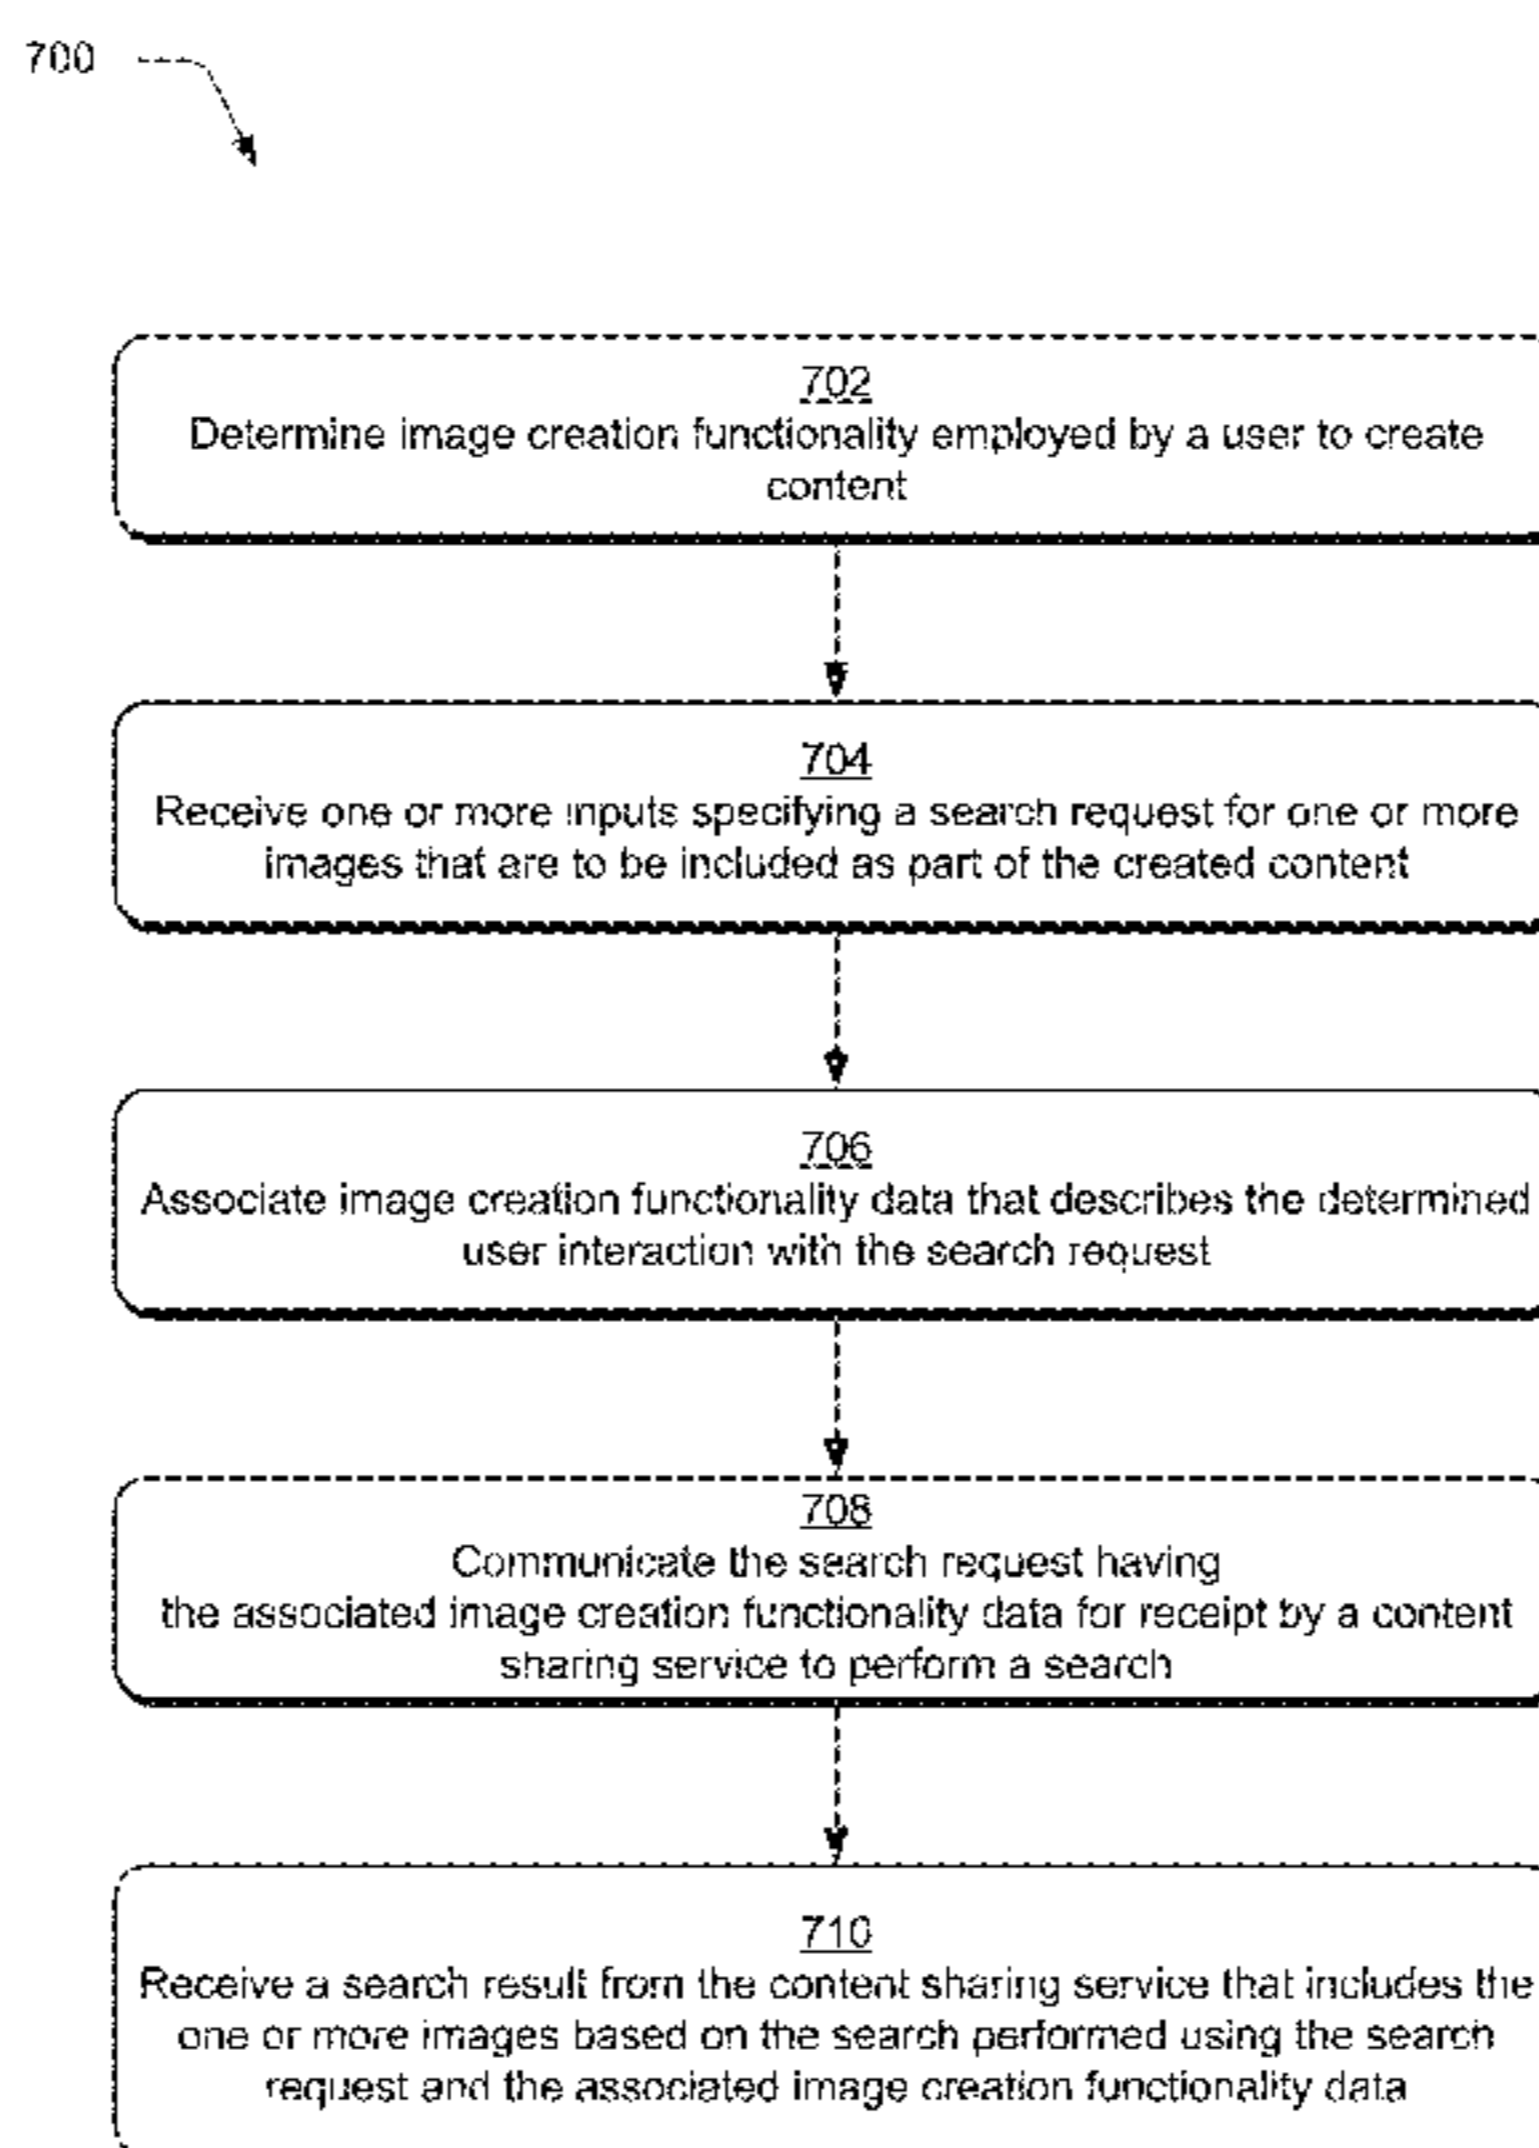 700
702
Determine image creation functionality employed by a user to create
content
704
Receive one or more inputs specifying a search request for one or more
images that are to be included as part of the created content
706
Associate image creation functionality data that describes the determined
user interaction with the search request
708
Communicate the search request having
the associated image creation functionality data for receipt by a content
sharing service to perform a search
710
Receive a search result from the content sharing service that includes the
one or more images based on the search performed using the search
request and the associated image creation functionality data